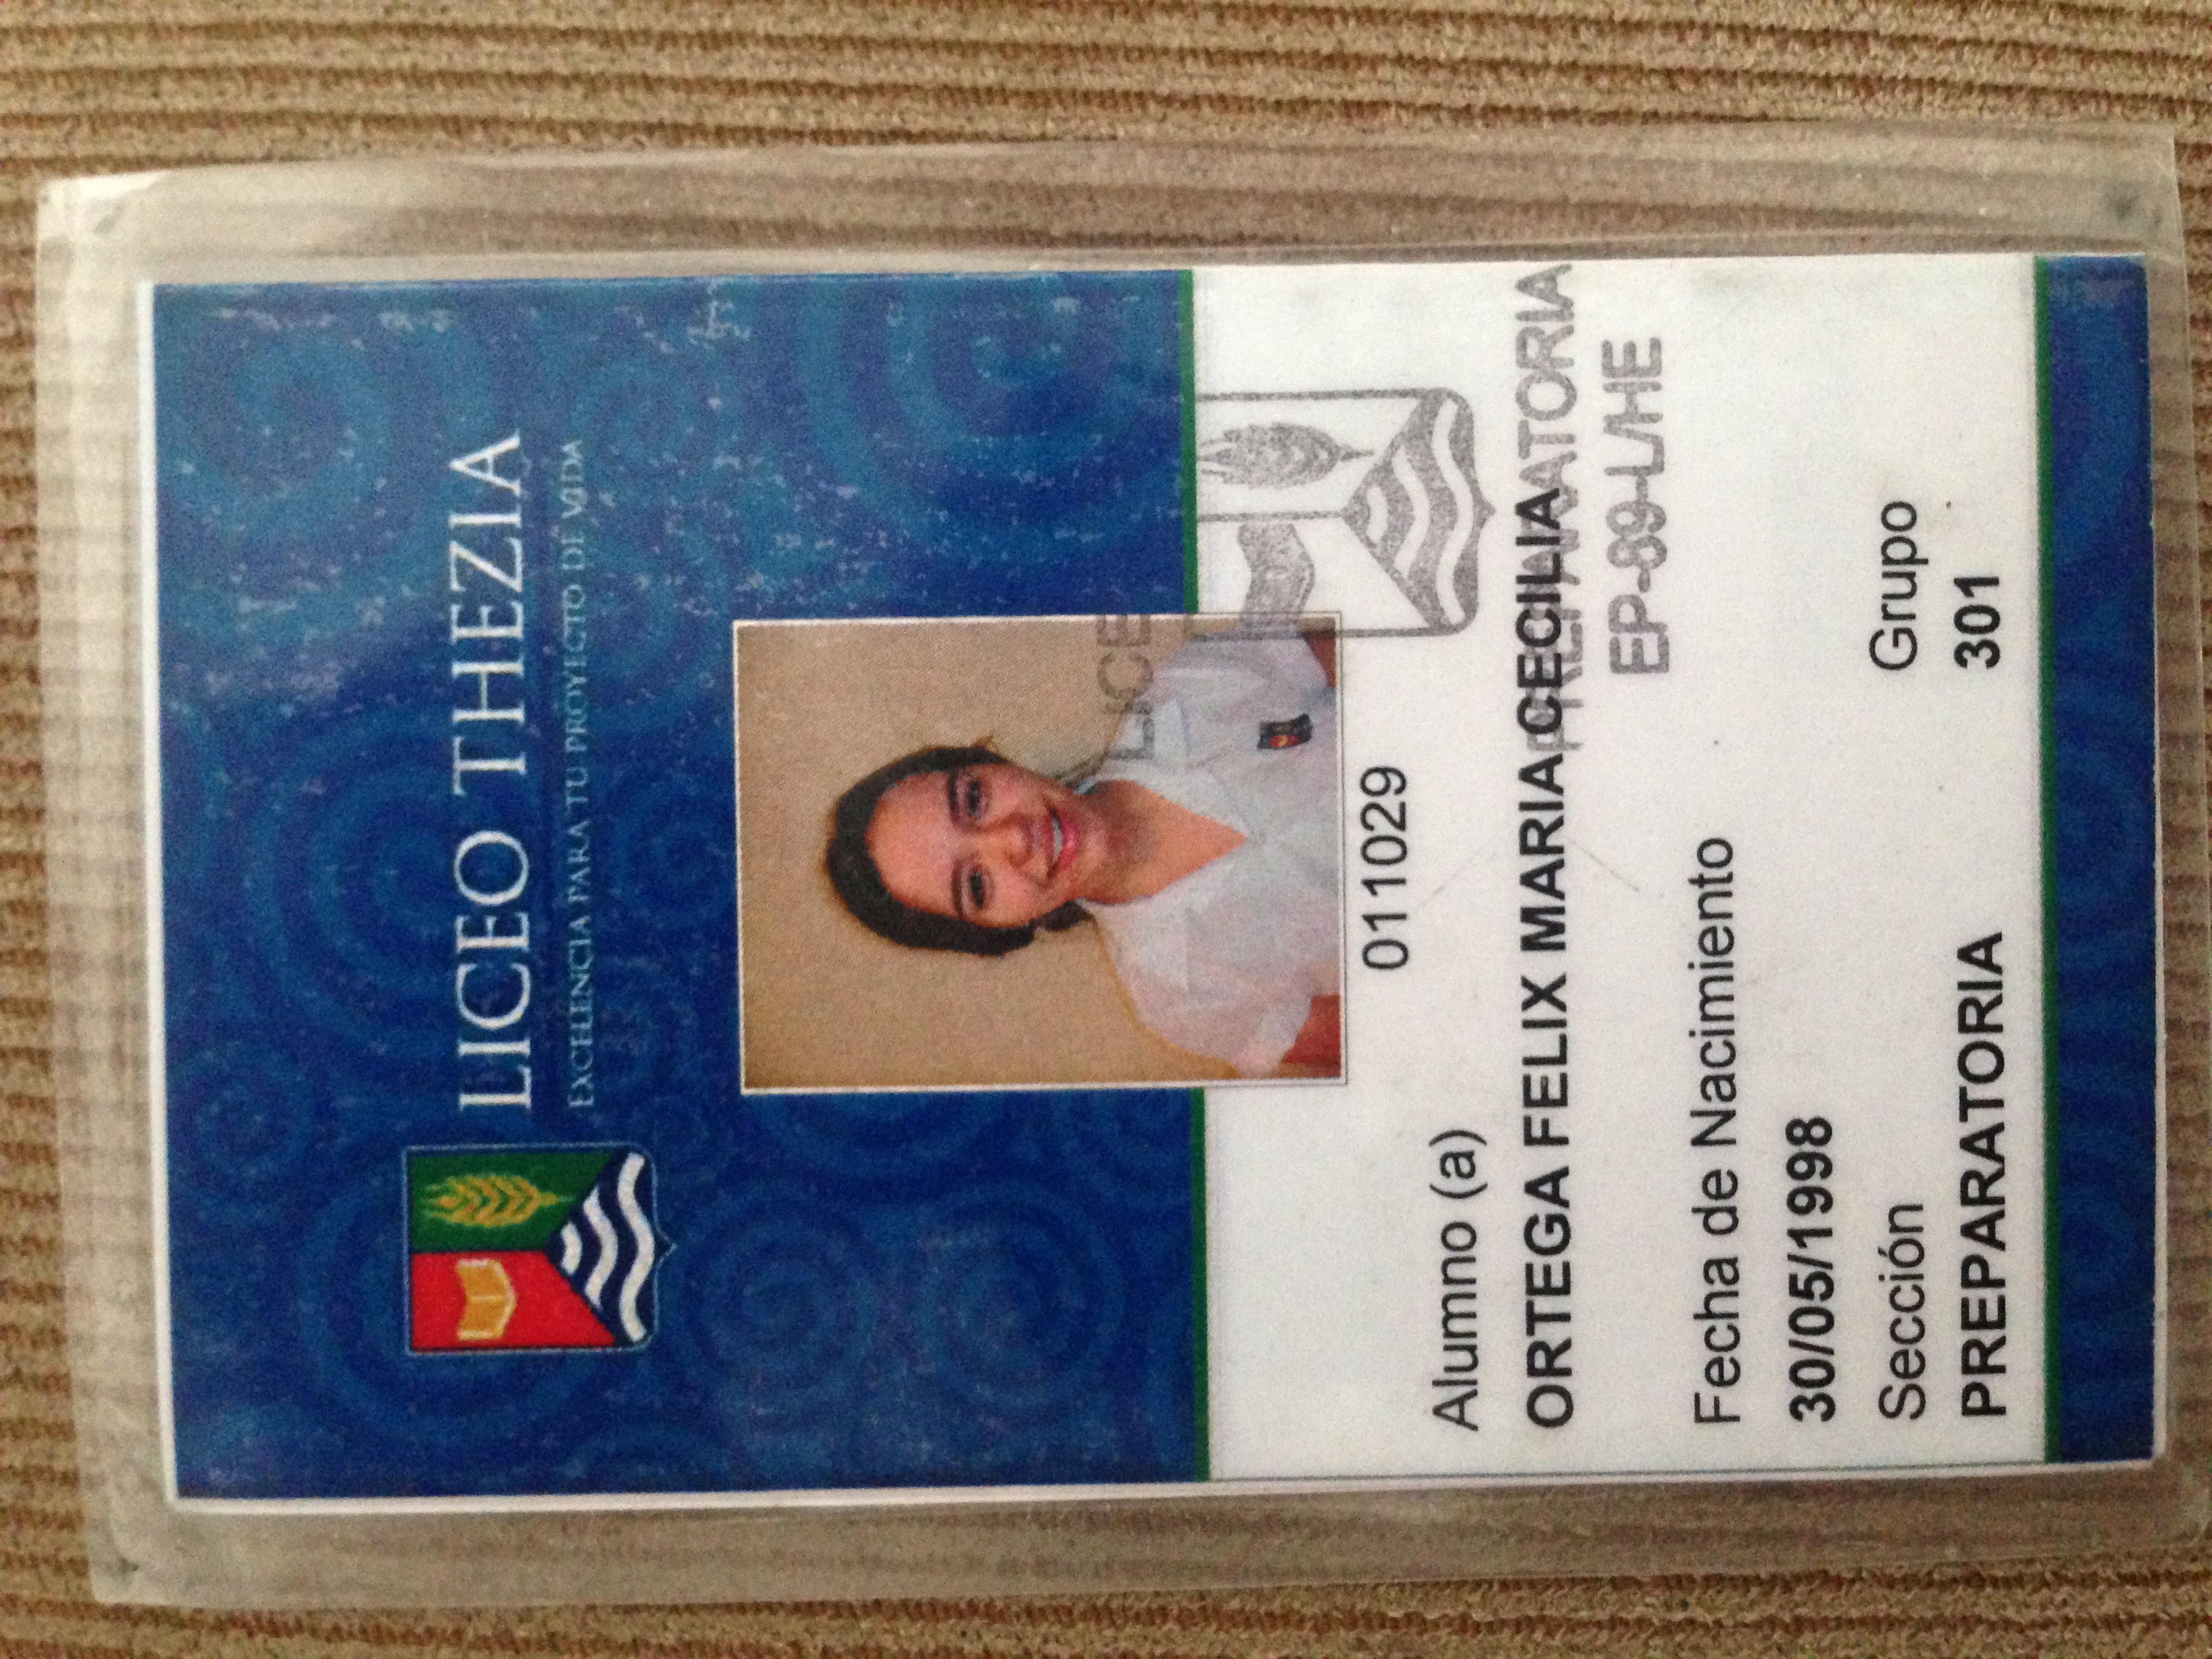 LICEO THEZIA
EXCELENCIA PARA TU PROYECTO DE VIDA
LICE
011029
Alumno (a)
ORTEGA FELIX MARIA CECILIA
PREPARATORIA
EP-89-L/HE
Fecha de Nacimiento
30/05/1998
Sección Grupo
PREPARATORIA 301